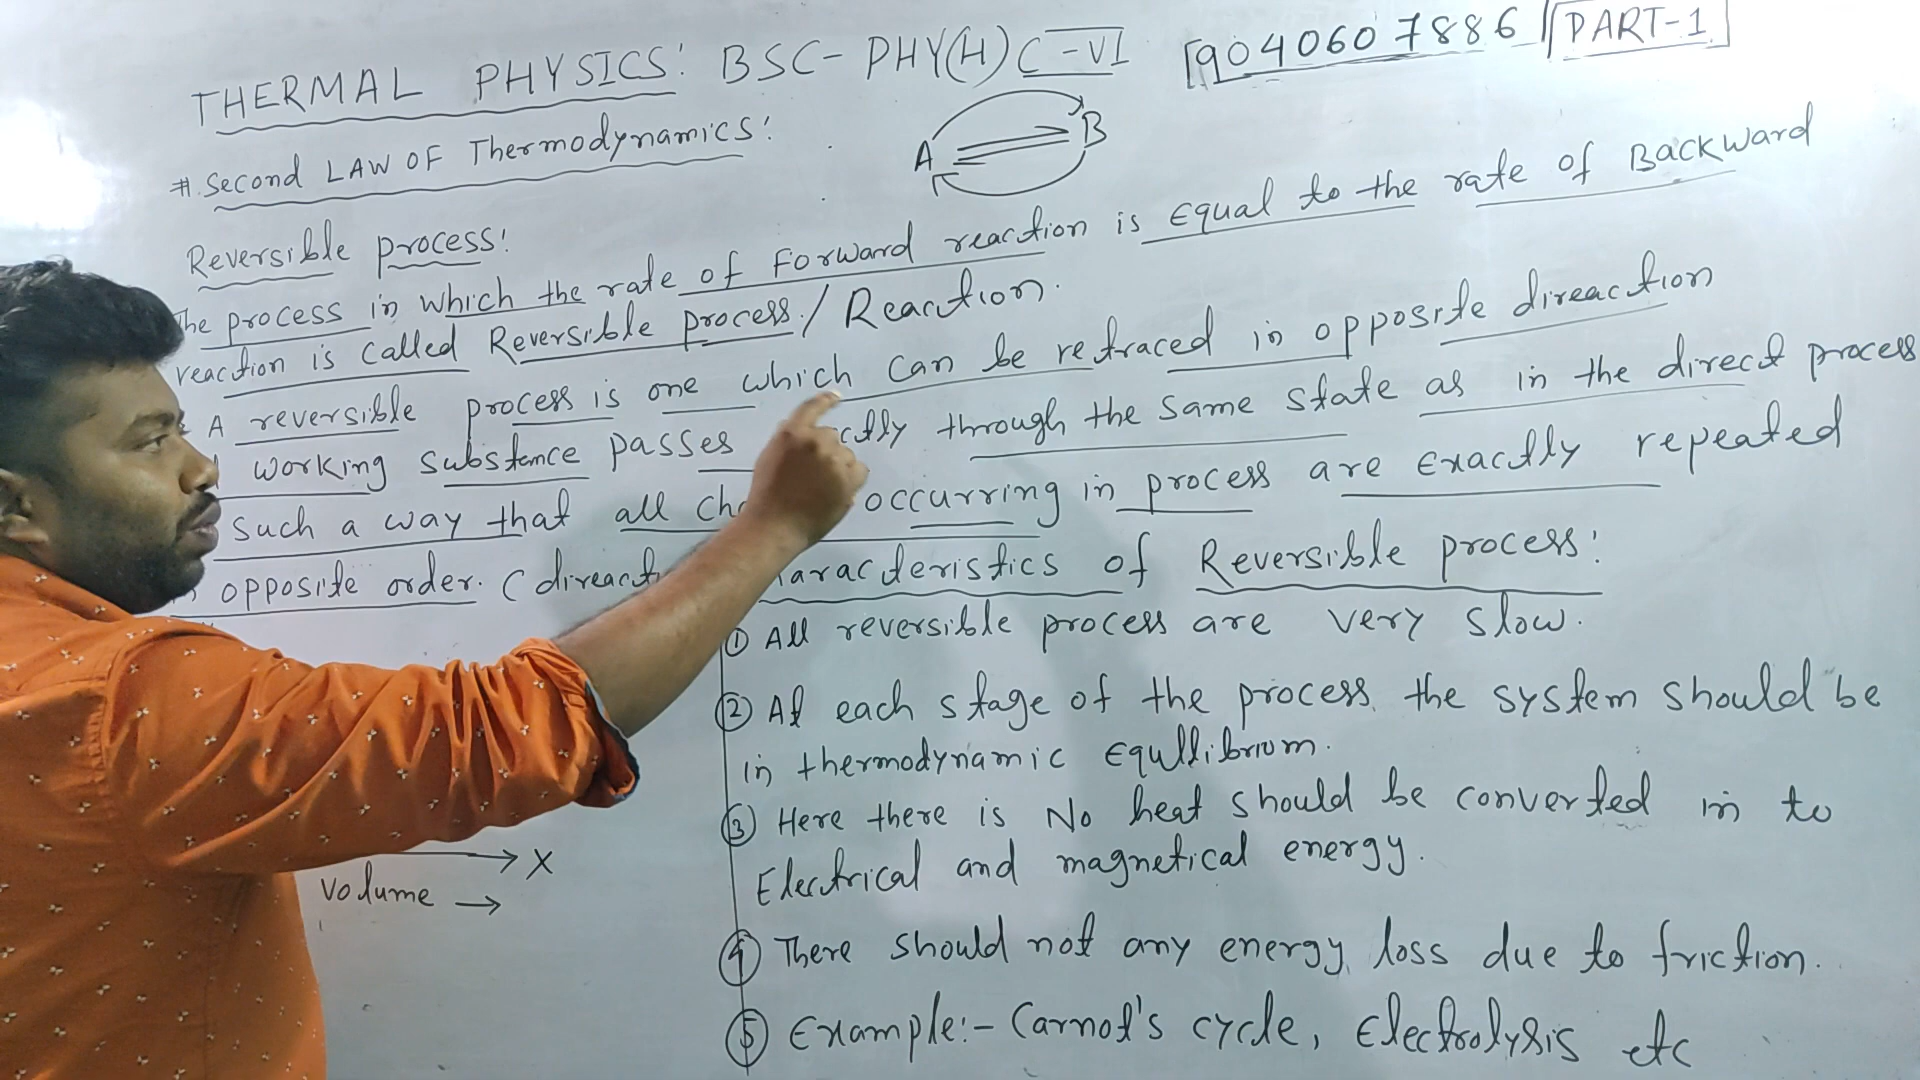 THERMAL PHYSICS: BSC- PHY(H) C-VI 9040607886 PART-1
#. Second LAW OF Thermodynamics:
A B
Reversible process:
The process in which the rate of Forward reaction is equal to the rate of Backward
reaction is called Reversible process / Reaction.
A reversible process is one which can be retraced in opposite direaction
working substance passes through the same state as in the direct process
such a way that all occurring in process are exactly repeated
opposite order. (
Characteristics of Reversible process:
① All reversible process are very slow.
② At each stage of the process, the system should be
in thermodynamic equllibrium.
③ Here there is No heat should be converted in to
Electrical and magnetical energy.
④ There should not any energy loss due to friction.
⑤ Example:- Carnot's cycle, Electrolysis etc
X
Volume →